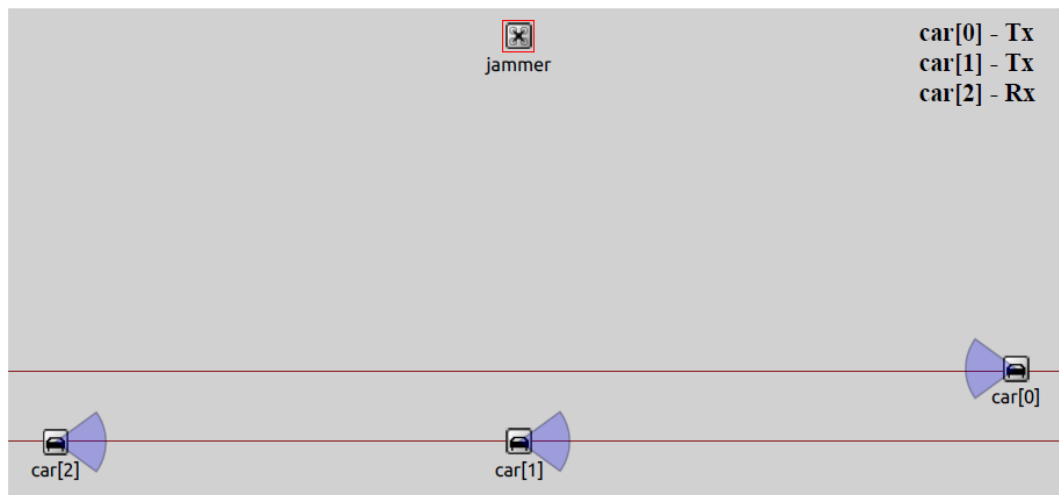 jammer
car[0] - Tx
car[1] - Tx
car[2] - Rx
car[0]
car[2]
car[1]